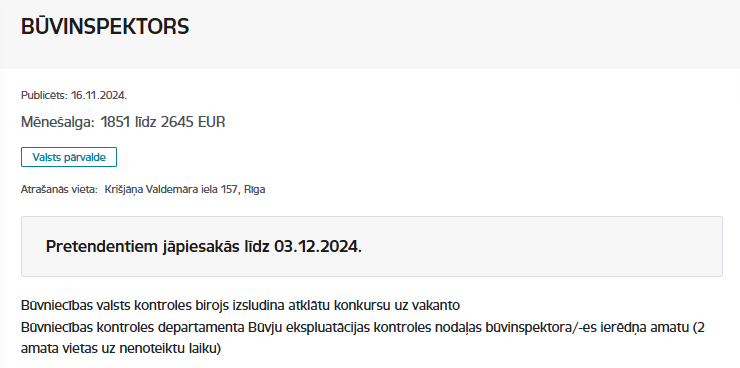 BŪVINSPEKTORS
Publicēts: 16.11.2024.
Mēnešalga: 1851 līdz 2645 EUR
Valsts pārvalde
Atrašanās vieta: Krišjāņa Valdemāra iela 157, Rīga
Pretendentiem jāpiesakās līdz 03.12.2024.
Būvniecības valsts kontroles birojs izsludina atklātu konkursu uz vakanto
Būvniecības kontroles departamenta Būvju ekspluatācijas kontroles nodaļas būvinspektora/-es ierēdņa amatu (2
amata vietas uz nenoteiktu laiku)